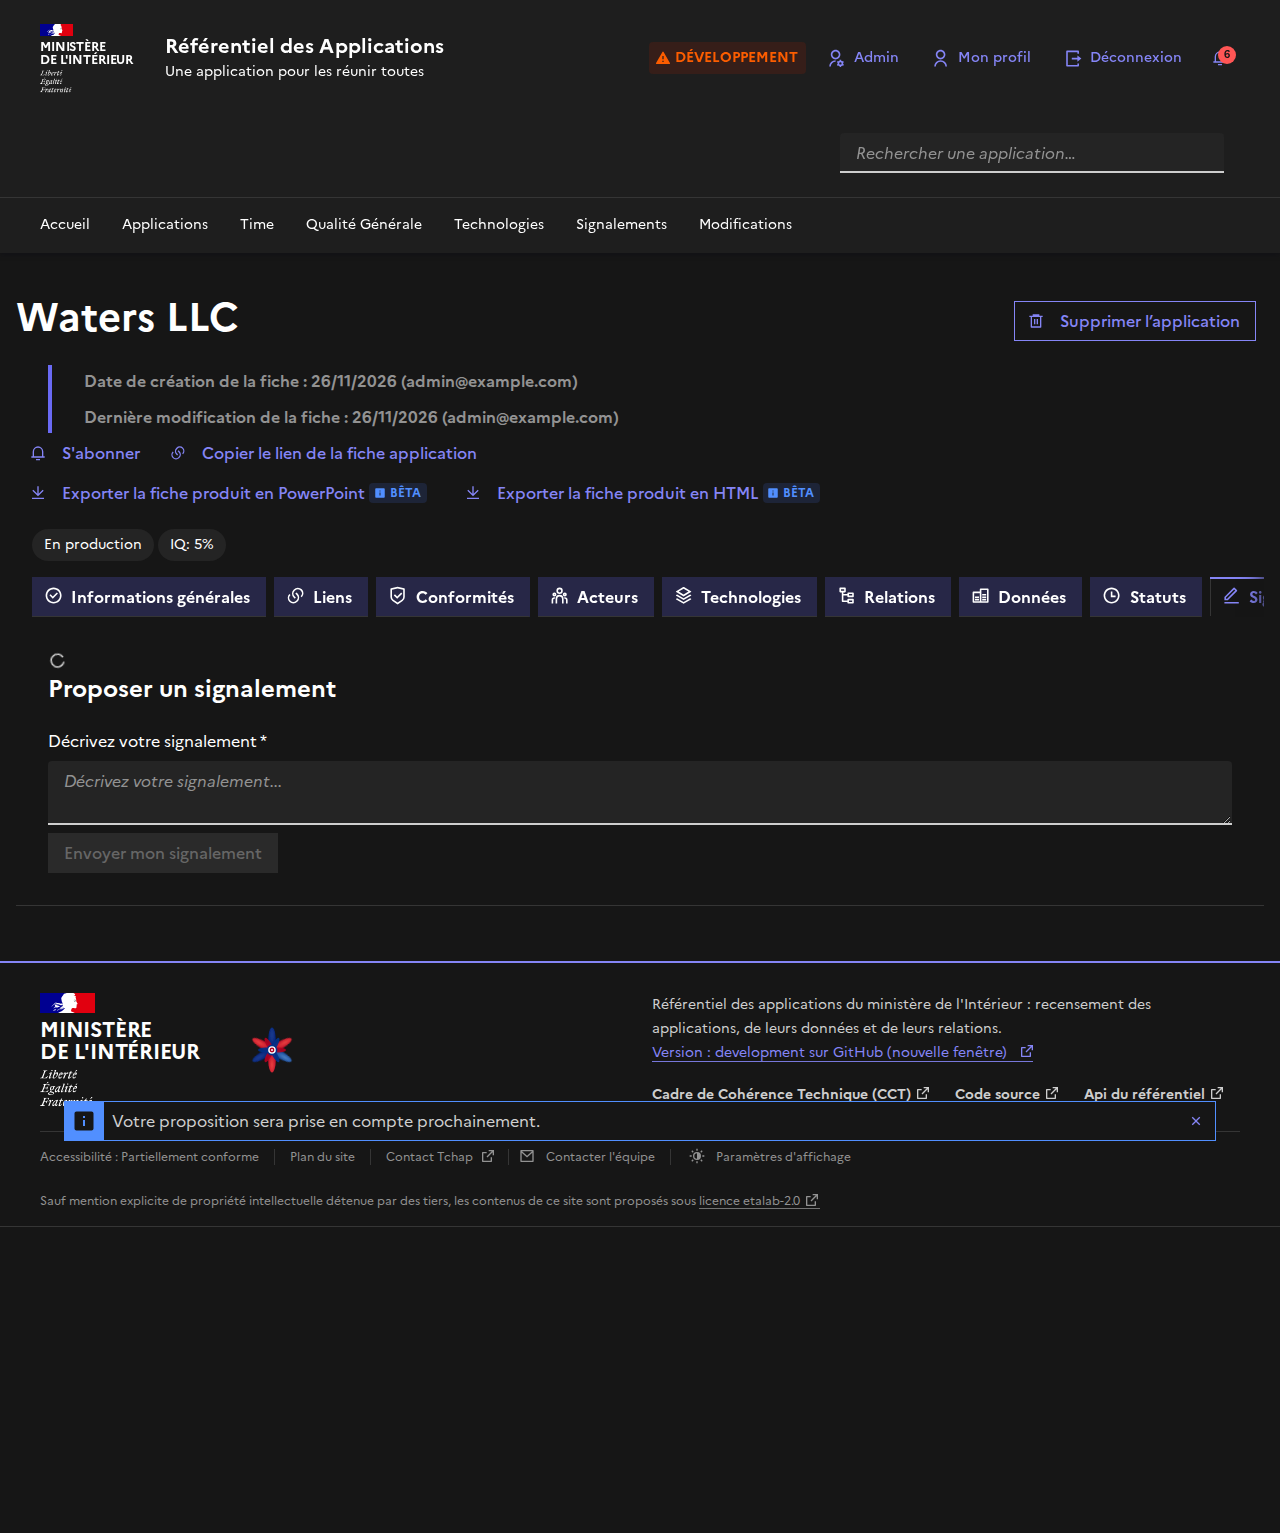 MINISTÈRE
DE L'INTÉRIEUR
Liberté
Égalité
Fraternité
Référentiel des Applications
Une application pour les réunir toutes
DÉVELOPPEMENT
Admin
Mon profil
Déconnexion
6
Rechercher une application…
Accueil
Applications
Time
Qualité Générale
Technologies
Signalements
Modifications
Waters LLC
Supprimer l’application
Date de création de la fiche : 26/11/2026 (admin@example.com)
Dernière modification de la fiche : 26/11/2026 (admin@example.com)
S'abonner
Copier le lien de la fiche application
Exporter la fiche produit en PowerPoint BÊTA
Exporter la fiche produit en HTML BÊTA
En production
IQ: 5%
Informations générales
Liens
Conformités
Acteurs
Technologies
Relations
Données
Statuts
Proposer un signalement
Décrivez votre signalement *
Décrivez votre signalement...
Envoyer mon signalement
MINISTÈRE
DE L'INTÉRIEUR
Liberté
Égalité
Fraternité
Référentiel des applications du ministère de l'Intérieur : recensement des
applications, de leurs données et de leurs relations.
Version : development sur GitHub (nouvelle fenêtre)
Cadre de Cohérence Technique (CCT)
Code source
Api du référentiel
Votre proposition sera prise en compte prochainement.
Accessibilité : Partiellement conforme
Plan du site
Contact Tchap
Contacter l'équipe
Paramètres d'affichage
Sauf mention explicite de propriété intellectuelle détenue par des tiers, les contenus de ce site sont proposés sous licence etalab-2.0